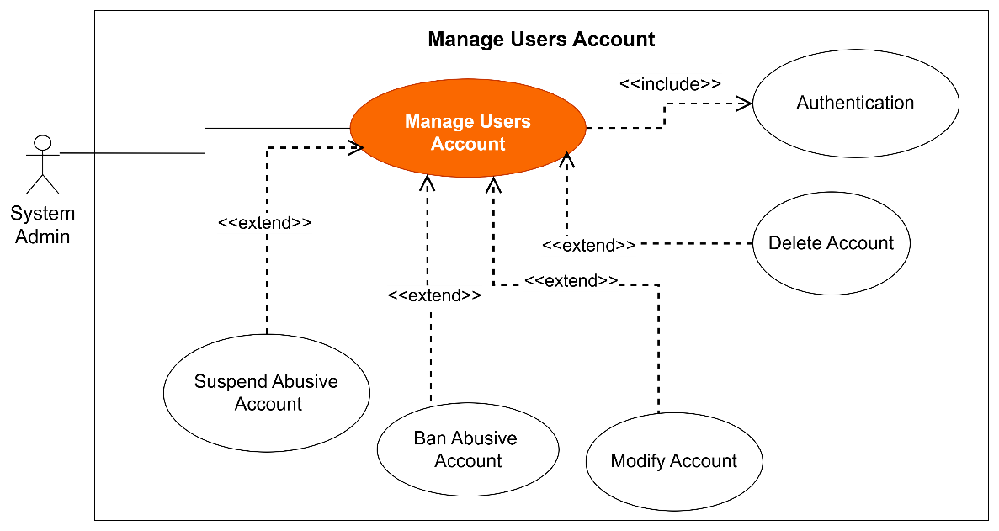 Manage Users Account
<<include>>
Authentication
Manage Users
Account
System
Admin
<<extend>>
<<extend>>
Delete Account
<<extend>>
<<extend>>
Suspend Abusive
Account
Ban Abusive
Account
Modify Account